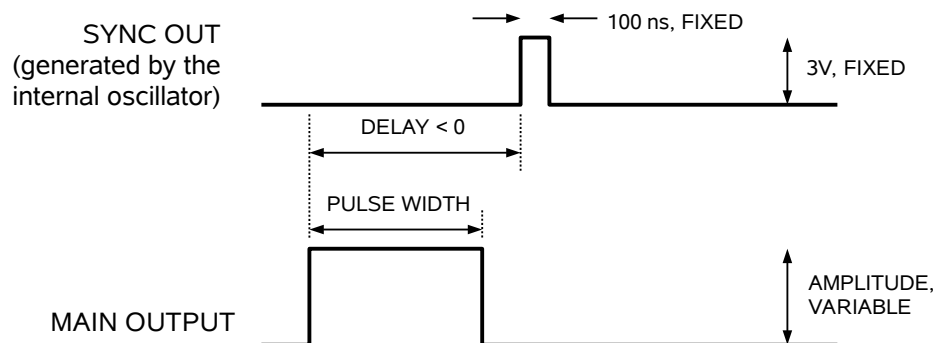 SYNC OUT
(generated by the
internal oscillator)
100 ns, FIXED
3V, FIXED
DELAY < 0
PULSE WIDTH
AMPLITUDE,
VARIABLE
MAIN OUTPUT